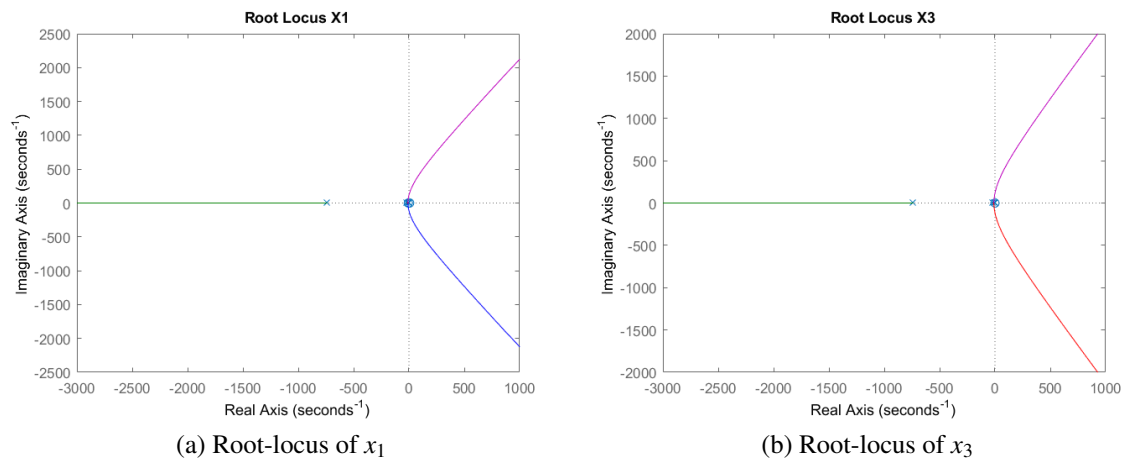 Root Locus X1
2500
2000
1500
1000
500
0
-500
-1000
-1500
-2000
-2500
Imaginary Axis (seconds⁻¹)
-3000 -2500 -2000 -1500 -1000 -500 0 500 1000
Real Axis (seconds⁻¹)
(a) Root-locus of x₁
Root Locus X3
2000
1500
1000
500
0
-500
-1000
-1500
-2000
Imaginary Axis (seconds⁻¹)
-3000 -2500 -2000 -1500 -1000 -500 0 500 1000
Real Axis (seconds⁻¹)
(b) Root-locus of x₃